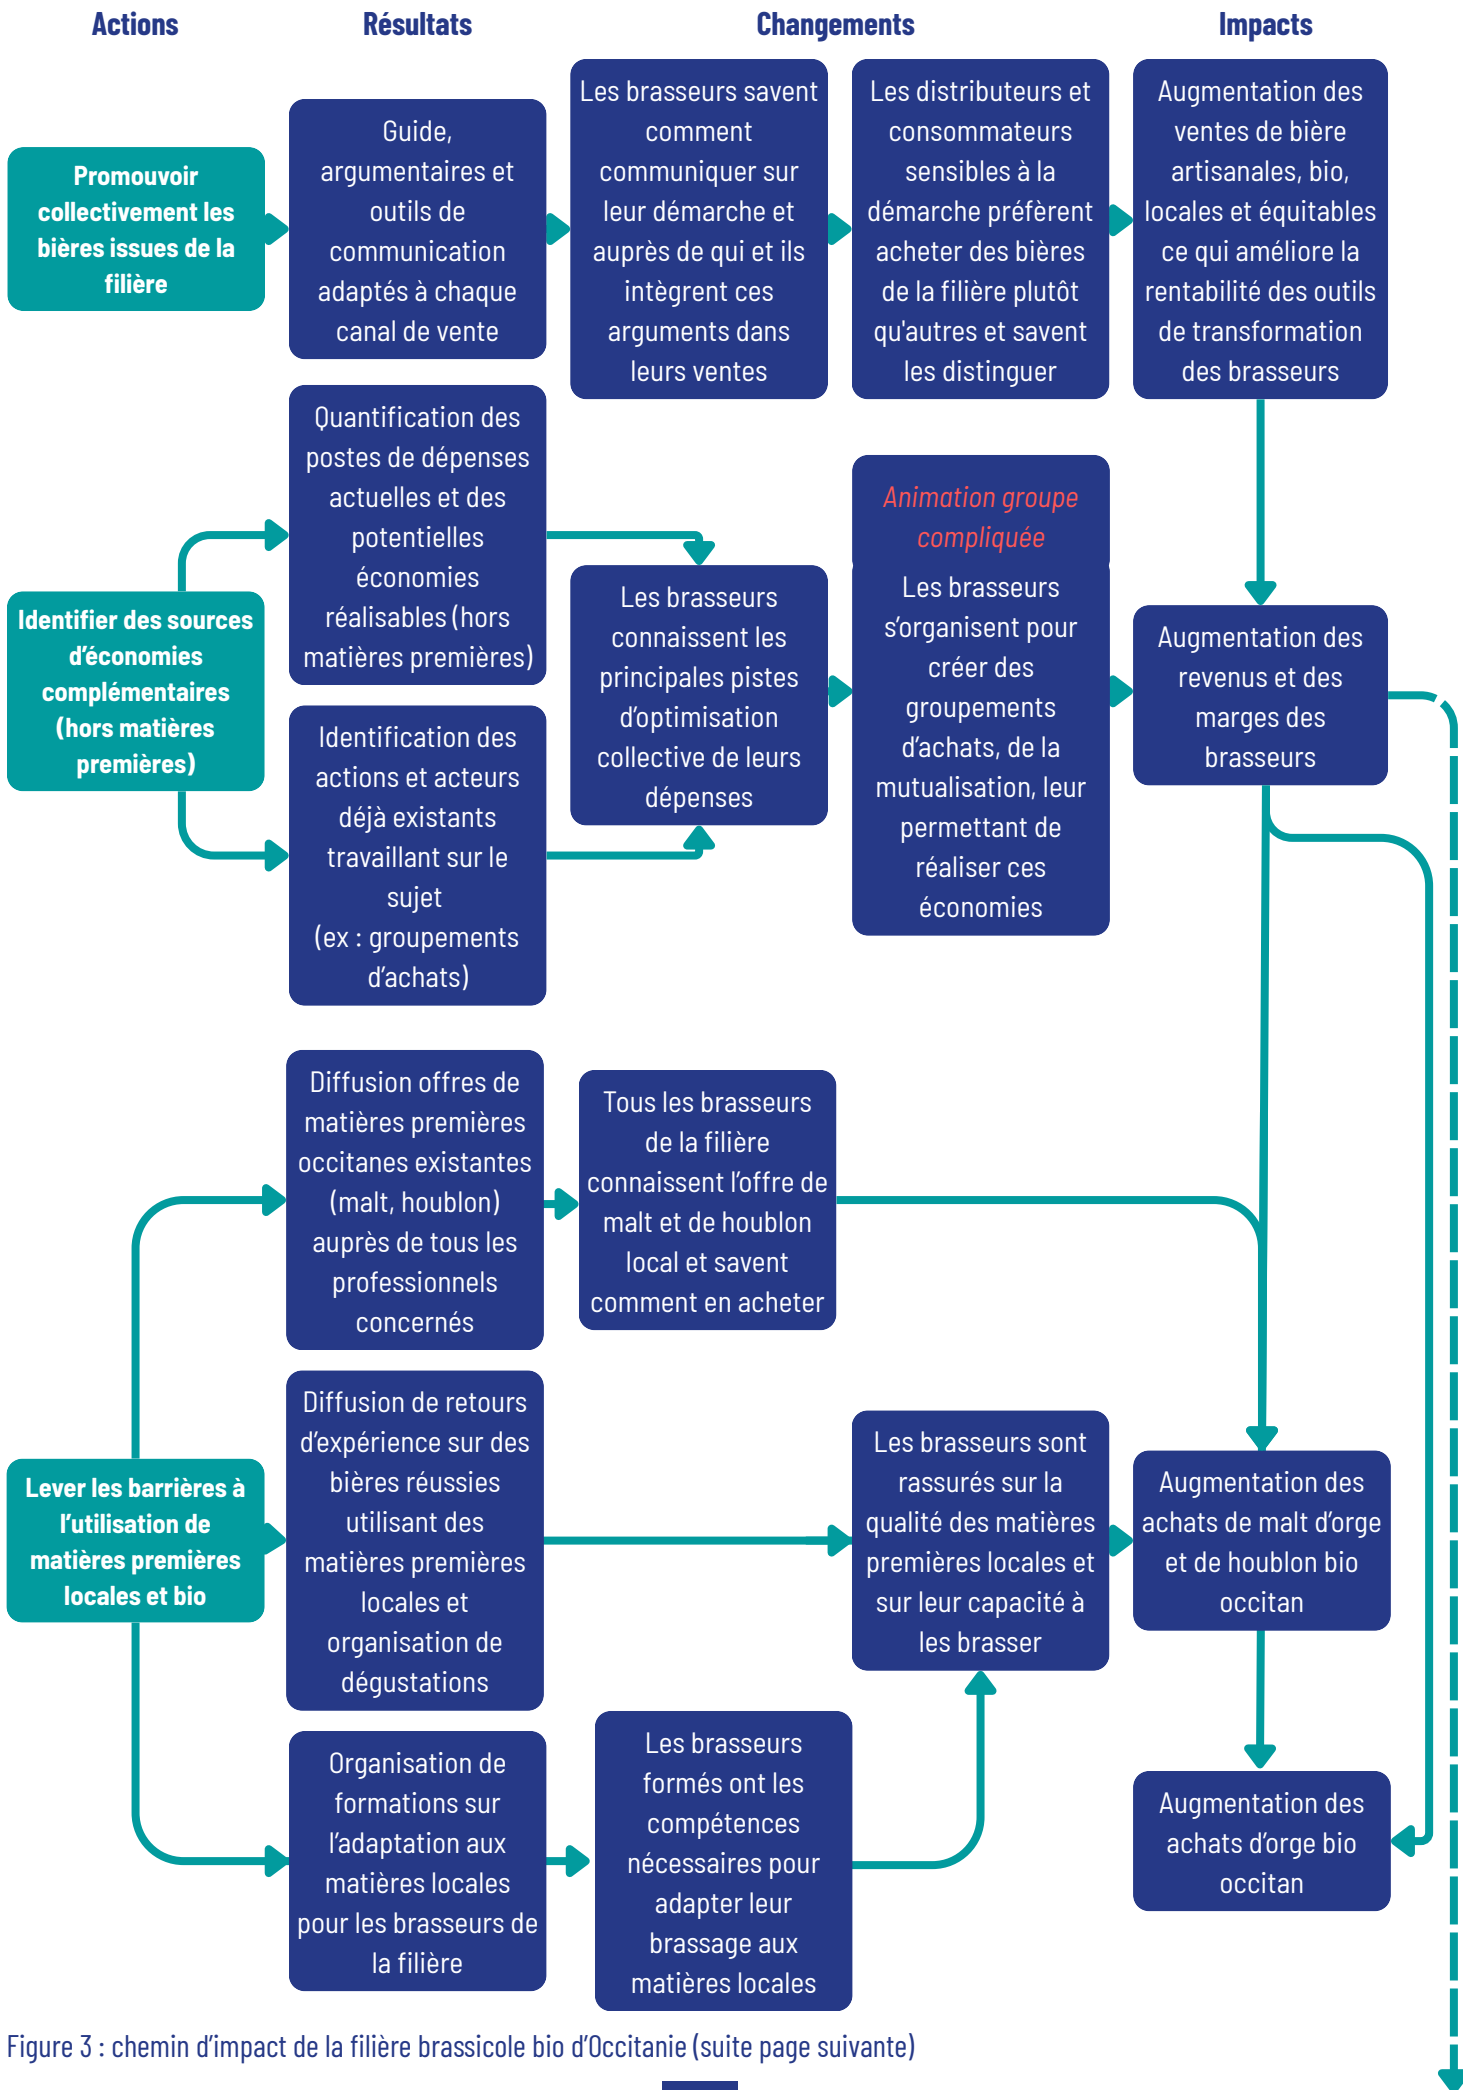 Actions
Résultats
Changements
Impacts
Promouvoir
collectivement les
bières issues de la
filière
Guide,
argumentaires et
outils de
communication
adaptés à chaque
canal de vente
Les brasseurs savent
comment
communiquer sur
leur démarche et
auprès de qui et ils
intègrent ces
arguments dans
leurs ventes
Les distributeurs et
consommateurs
sensibles à la
démarche préfèrent
acheter des bières
de la filière plutôt
qu'autres et savent
les distinguer
Augmentation des
ventes de bière
artisanales, bio,
locales et équitables
ce qui améliore la
rentabilité des outils
de transformation
des brasseurs
Identifier des sources
d’économies
complémentaires
(hors matières
premières)
Quantification des
postes de dépenses
actuelles et des
potentielles
économies
réalisables (hors
matières premières)
Identification des
actions et acteurs
déjà existants
travaillant sur le
sujet
(ex : groupements
d’achats)
Les brasseurs
connaissent les
principales pistes
d’optimisation
collective de leurs
dépenses
Animation groupe
compliquée
Les brasseurs
s’organisent pour
créer des
groupements
d’achats, de la
mutualisation, leur
permettant de
réaliser ces
économies
Augmentation des
revenus et des
marges des
brasseurs
Lever les barrières à
l’utilisation de
matières premières
locales et bio
Diffusion offres de
matières premières
occitanes existantes
(malt, houblon)
auprès de tous les
professionnels
concernés
Tous les brasseurs
de la filière
connaissent l’offre de
malt et de houblon
local et savent
comment en acheter
Diffusion de retours
d’expérience sur des
bières réussies
utilisant des
matières premières
locales et
organisation de
dégustations
Les brasseurs sont
rassurés sur la
qualité des matières
premières locales et
sur leur capacité à
les brasser
Augmentation des
achats de malt d’orge
et de houblon bio
occitan
Organisation de
formations sur
l’adaptation aux
matières locales
pour les brasseurs de
la filière
Les brasseurs
formés ont les
compétences
nécessaires pour
adapter leur
brassage aux
matières locales
Augmentation des
achats d’orge bio
occitan
Figure 3 : chemin d’impact de la filière brassicole bio d’Occitanie (suite page suivante)